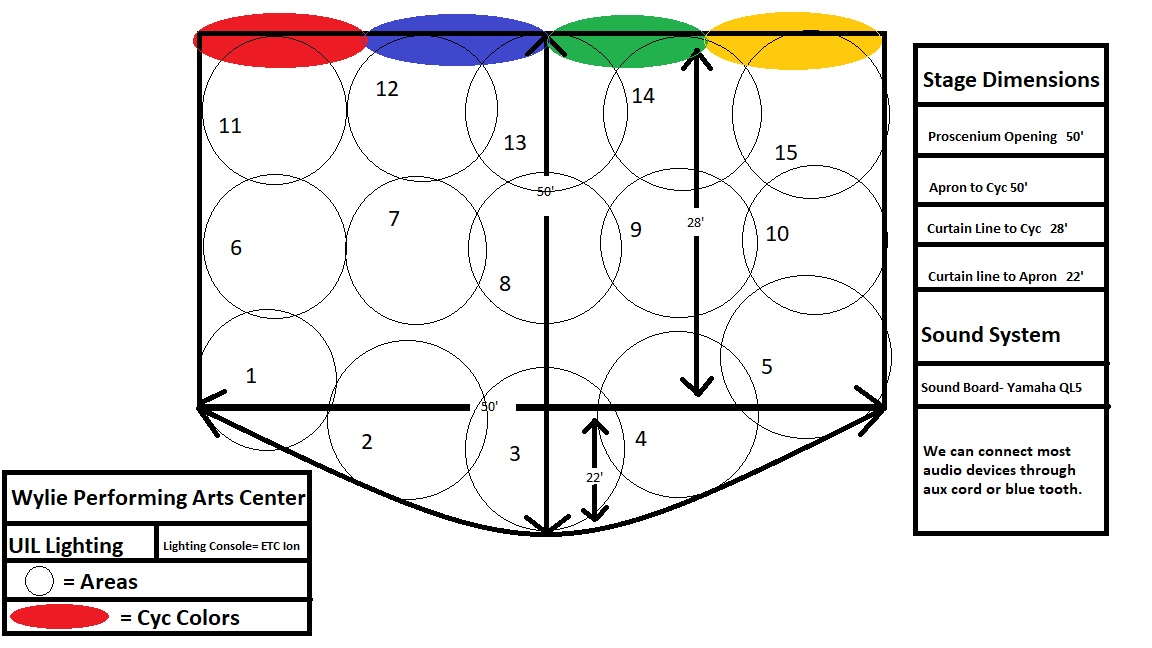 12
14
11
13
15
50'
7
9
28'
10
6
8
1
5
50'
2
3
4
22'
Stage Dimensions
Proscenium Opening 50'
Apron to Cyc 50'
Curtain Line to Cyc 28'
Curtain line to Apron 22'
Sound System
Sound Board- Yamaha QL5
We can connect most
audio devices through
aux cord or blue tooth.
Wylie Performing Arts Center
UIL Lighting
Lighting Console= ETC Ion
= Areas
= Cyc Colors